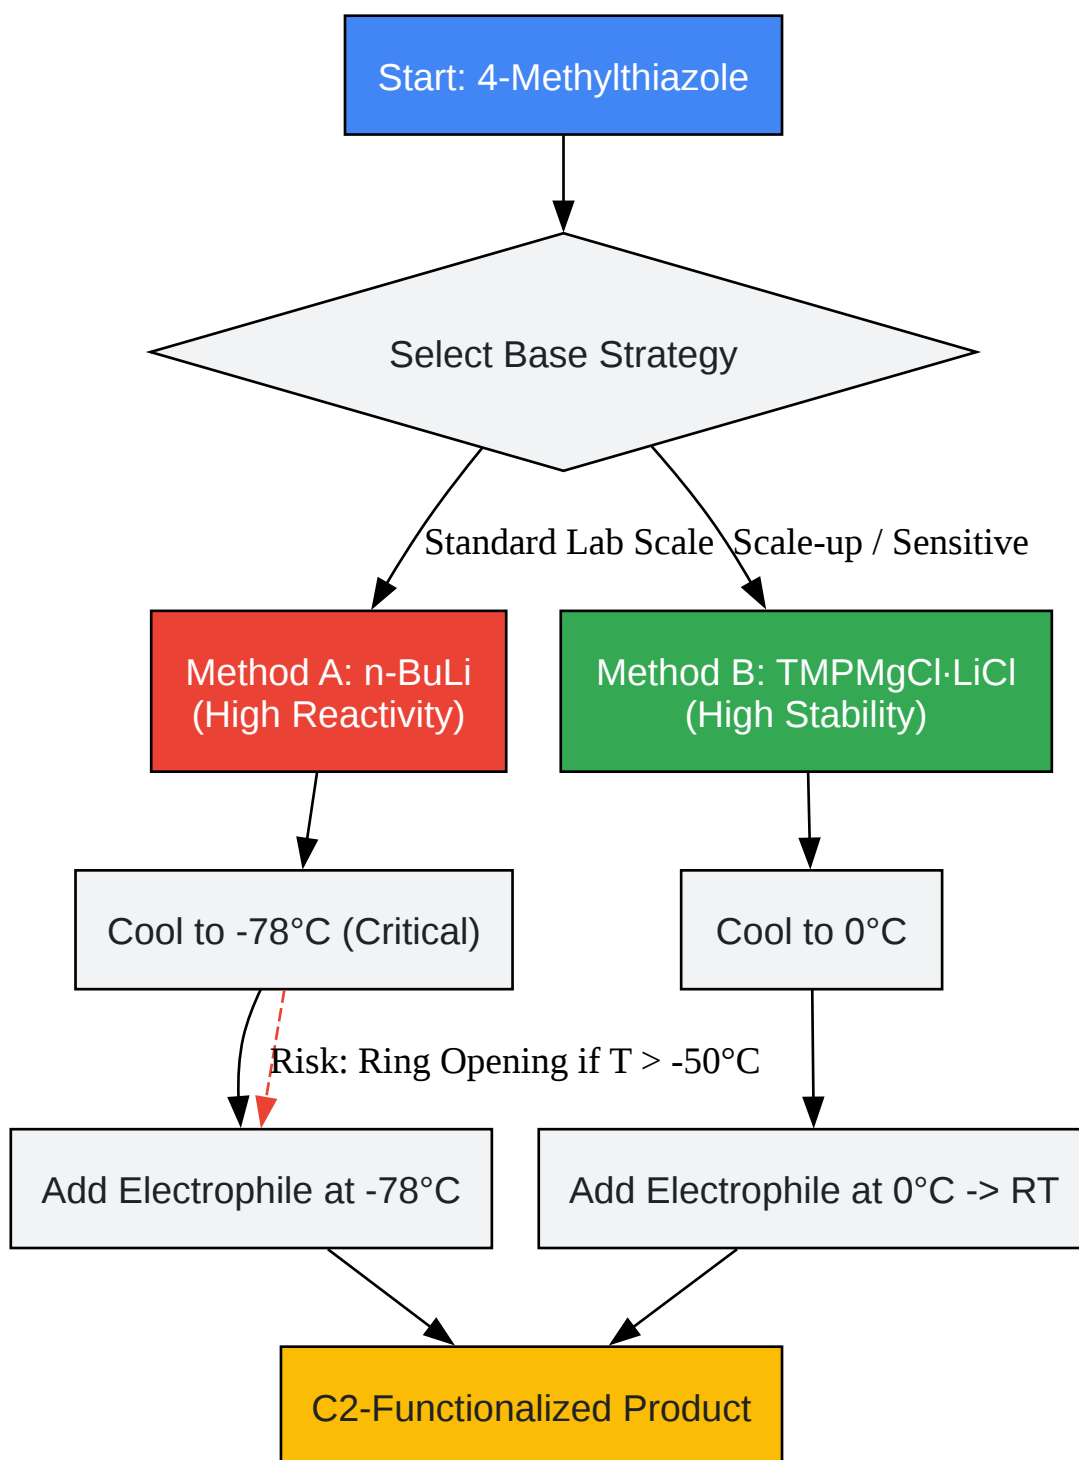 Start: 4-Methylthiazole
Select Base Strategy
Standard Lab Scale
Scale-up / Sensitive
Method A: n-BuLi
(High Reactivity)
Method B: TMPMgCl·LiCl
(High Stability)
Cool to -78°C (Critical)
Cool to 0°C
Risk: Ring Opening if T > -50°C
Add Electrophile at -78°C
Add Electrophile at 0°C -> RT
C2-Functionalized Product